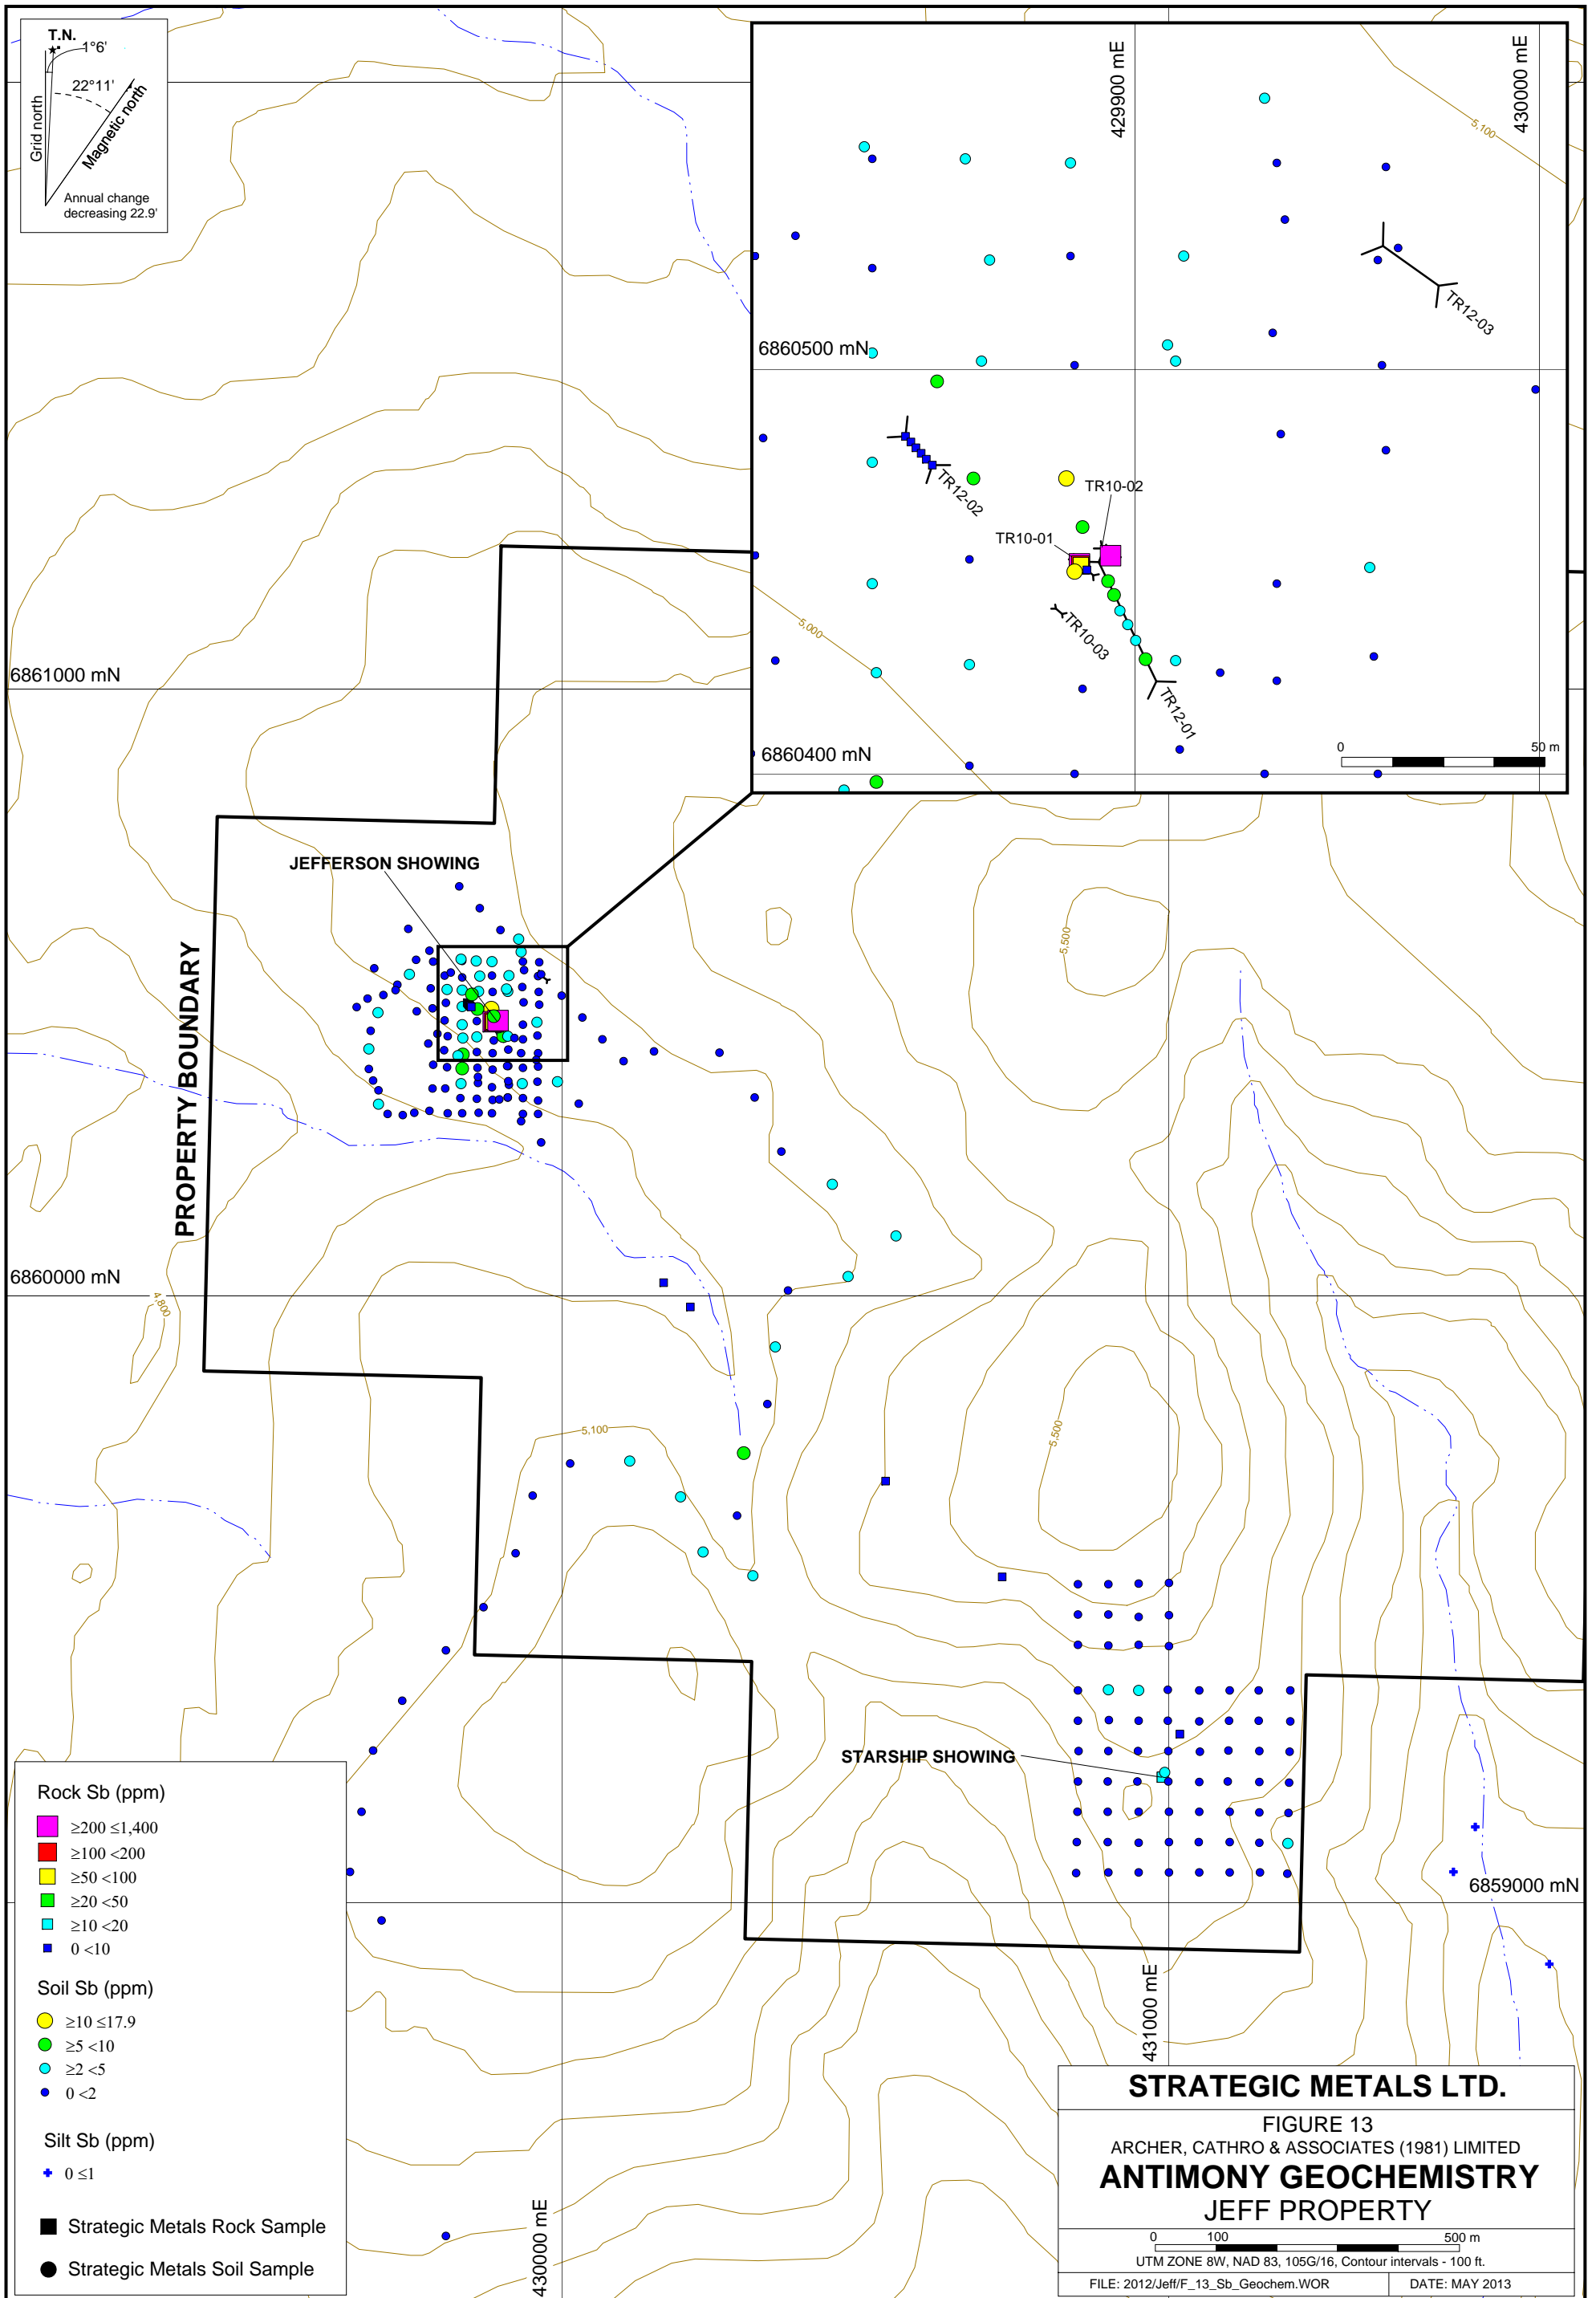 T.N.
1°6'
22°11'
Grid north
Magnetic north
Annual change
decreasing 22.9'
429900 mE
430000 mE
5,100
TR12-03
6860500 mN
TR12-02
TR10-02
TR10-01
TR10-03
5,000
TR12-01
6860400 mN
0 50 m
6861000 mN
JEFFERSON SHOWING
5,500
PROPERTY BOUNDARY
6860000 mN
4,800
5,100
5,500
STARSHIP SHOWING
6859000 mN
431000 mE
430000 mE
Rock Sb (ppm)
≥200 ≤1,400
≥100 <200
≥50 <100
≥20 <50
≥10 <20
0 <10
Soil Sb (ppm)
≥10 ≤17.9
≥5 <10
≥2 <5
0 <2
Silt Sb (ppm)
0 ≤1
Strategic Metals Rock Sample
Strategic Metals Soil Sample
STRATEGIC METALS LTD.
FIGURE 13
ARCHER, CATHRO & ASSOCIATES (1981) LIMITED
ANTIMONY GEOCHEMISTRY
JEFF PROPERTY
0 100 500 m
UTM ZONE 8W, NAD 83, 105G/16, Contour intervals - 100 ft.
FILE: 2012/Jeff/F_13_Sb_Geochem.WOR DATE: MAY 2013